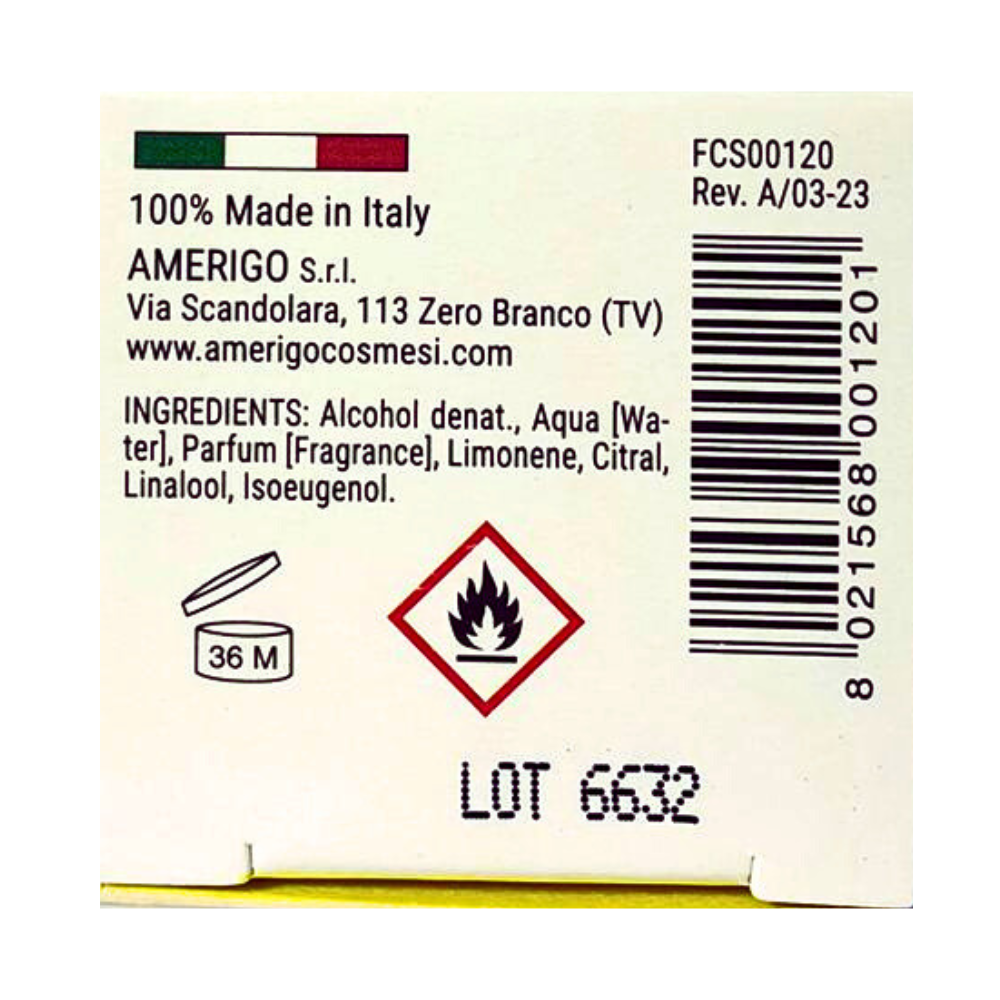 100% Made in Italy
AMERIGO S.r.l.
Via Scandolara, 113 Zero Branco (TV)
www.amerigocosmesi.com
INGREDIENTS: Alcohol denat., Aqua [Wa-
ter], Parfum [Fragrance], Limonene, Citral,
Linalool, Isoeugenol.
36 M
FCS00120
Rev. A/03-23
8 021568 001201
LOT 6632